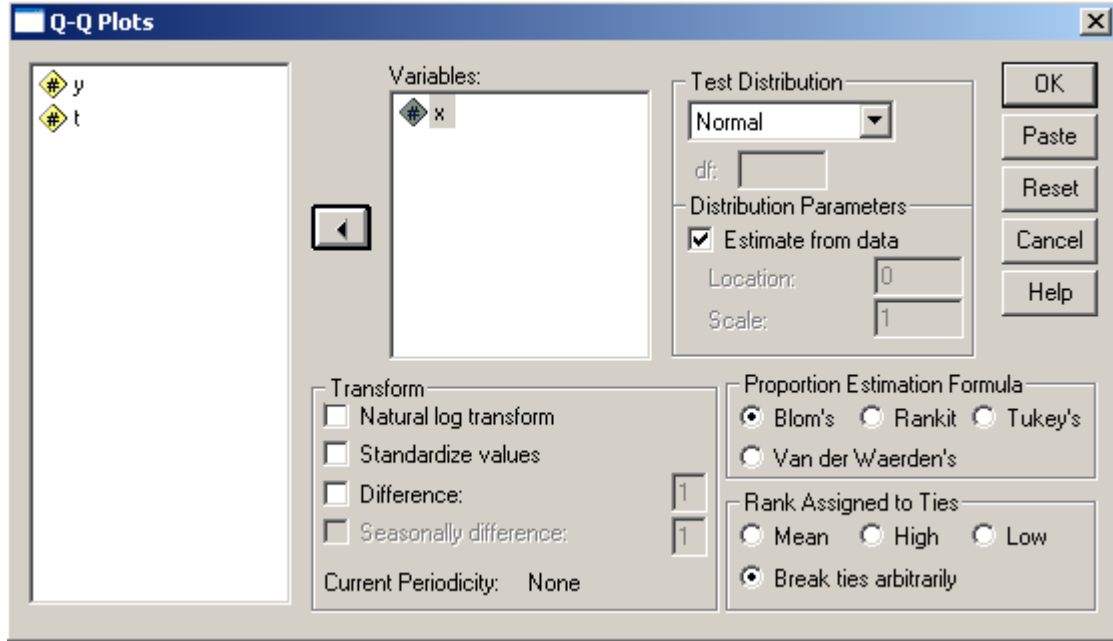 Q-Q Plots
# y
# t
Variables:
# x
Test Distribution
Normal
df:
Distribution Parameters
Estimate from data
Location: 0
Scale: 1
OK
Paste
Reset
Cancel
Help
Transform
Natural log transform
Standardize values
Difference: 1
Seasonally difference: 1
Current Periodicity: None
Proportion Estimation Formula
Blom's Rankit Tukey's
Van der Waerden's
Rank Assigned to Ties
Mean High Low
Break ties arbitrarily